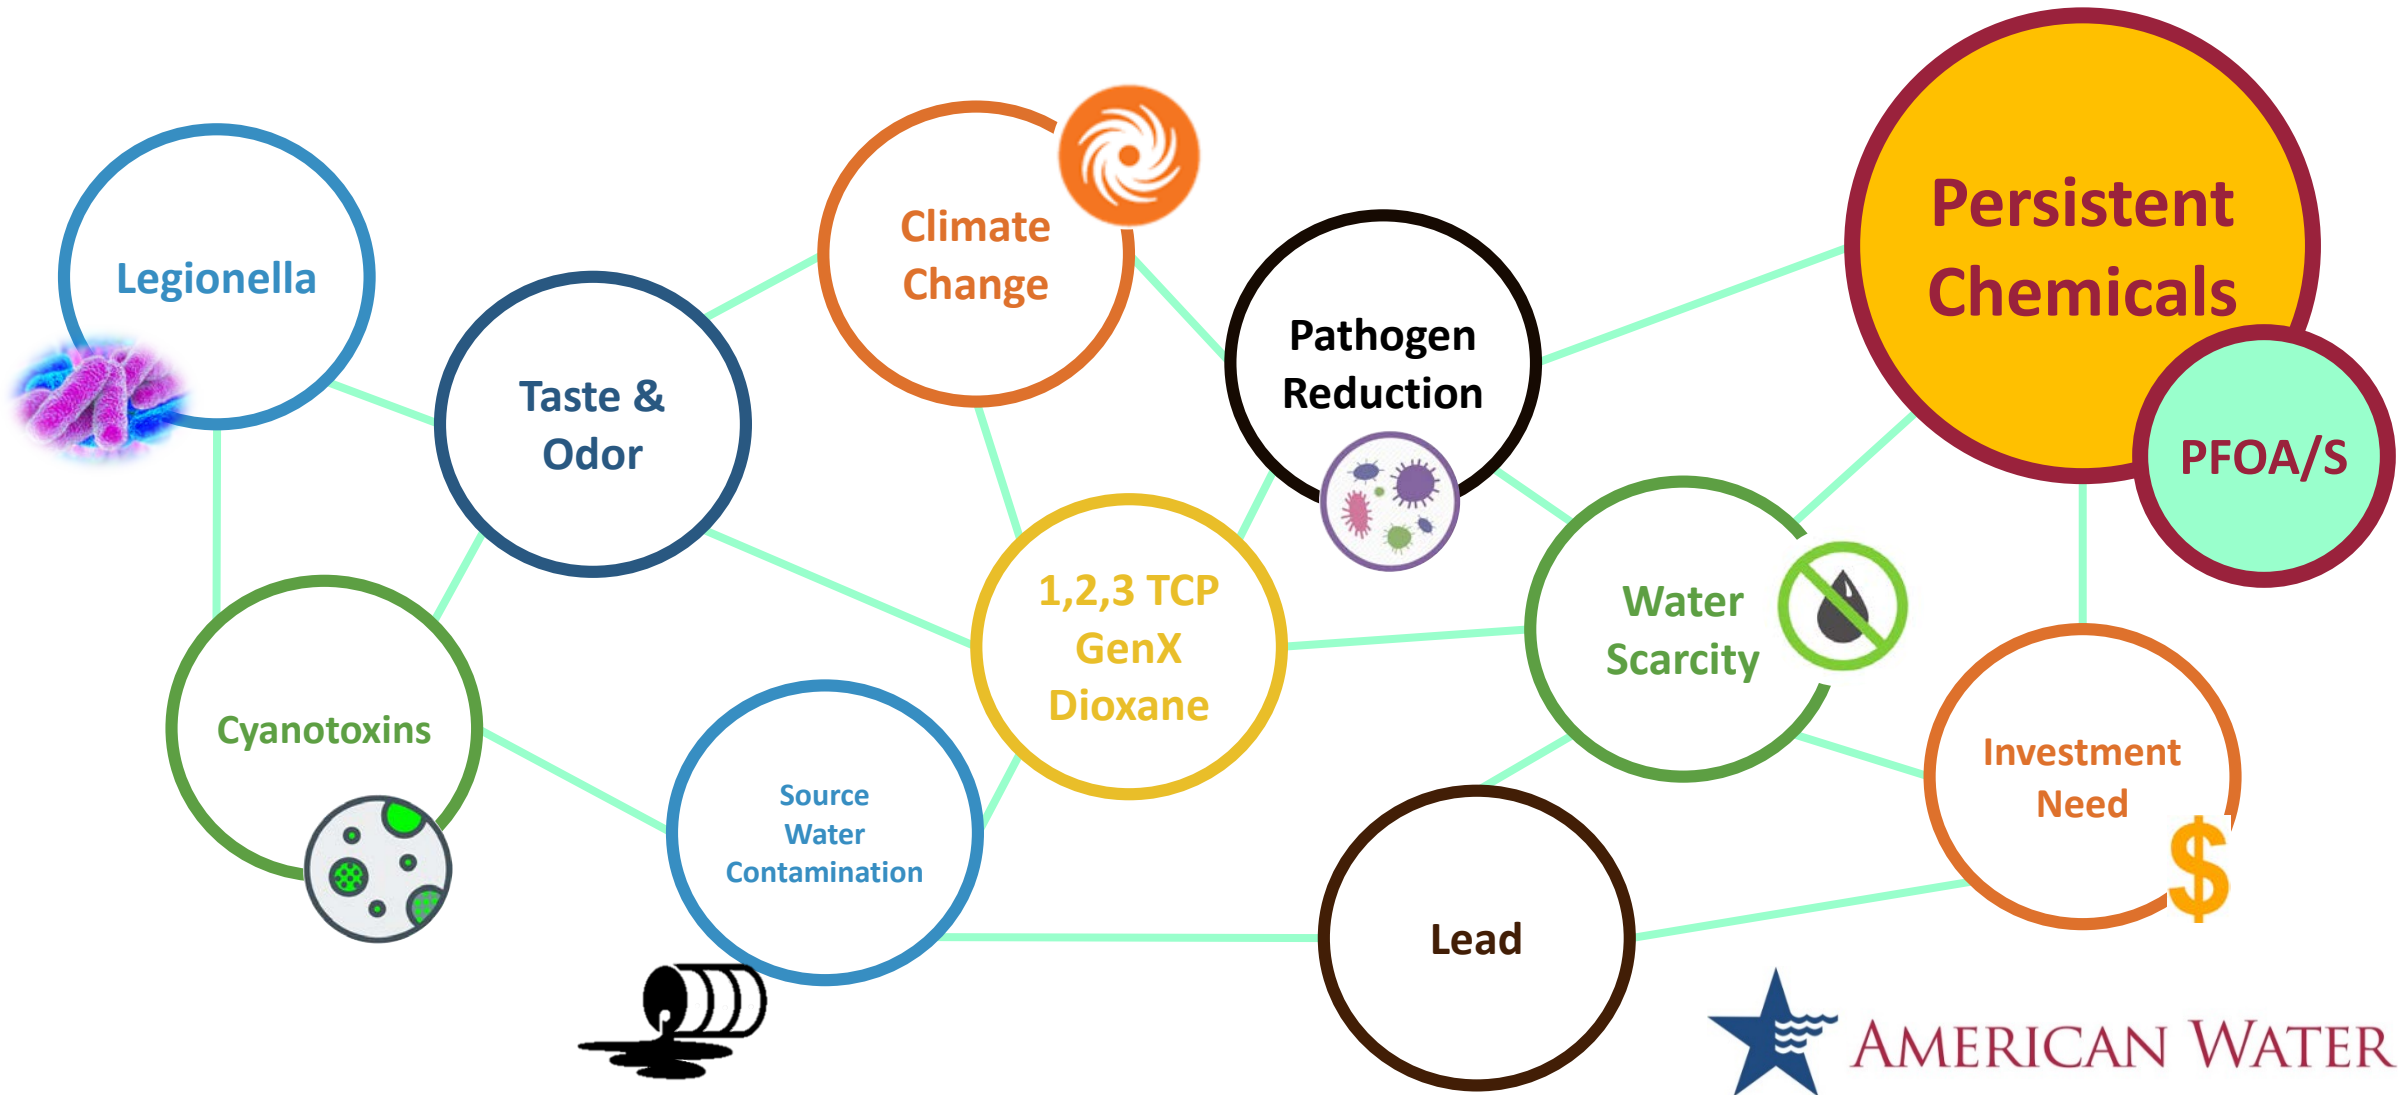 Legionella
Taste &
Odor
Climate
Change
Pathogen
Reduction
Persistent
Chemicals
PFOA/S
Cyanotoxins
Source
Water
Contamination
1,2,3 TCP
GenX
Dioxane
Water
Scarcity
Investment
Need
$
Lead
AMERICAN WATER